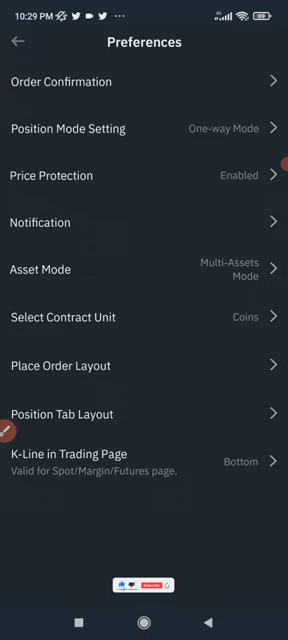 10:29 PM
4G
89
Preferences
Order Confirmation
Position Mode Setting One-way Mode
Price Protection Enabled
Notification
Asset Mode Multi-Assets
Mode
Select Contract Unit Coins
Place Order Layout
Position Tab Layout
K-Line in Trading Page Bottom
Valid for Spot/Margin/Futures page.
Subscribe